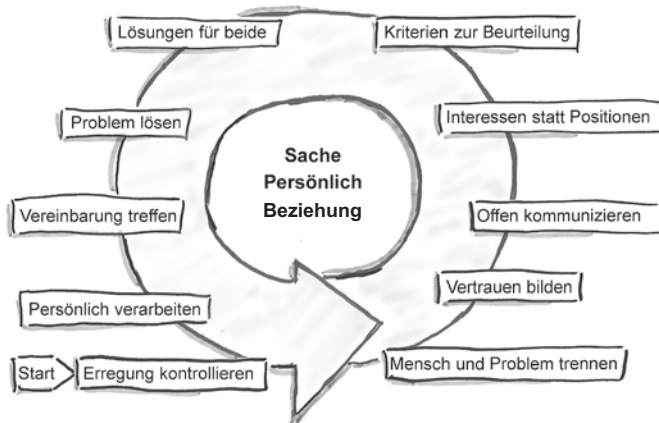 Lösungen für beide
Kriterien zur Beurteilung
Problem lösen
Interessen statt Positionen
Sache
Persönlich
Beziehung
Vereinbarung treffen
Offen kommunizieren
Vertrauen bilden
Persönlich verarbeiten
Start
Erregung kontrollieren
Mensch und Problem trennen